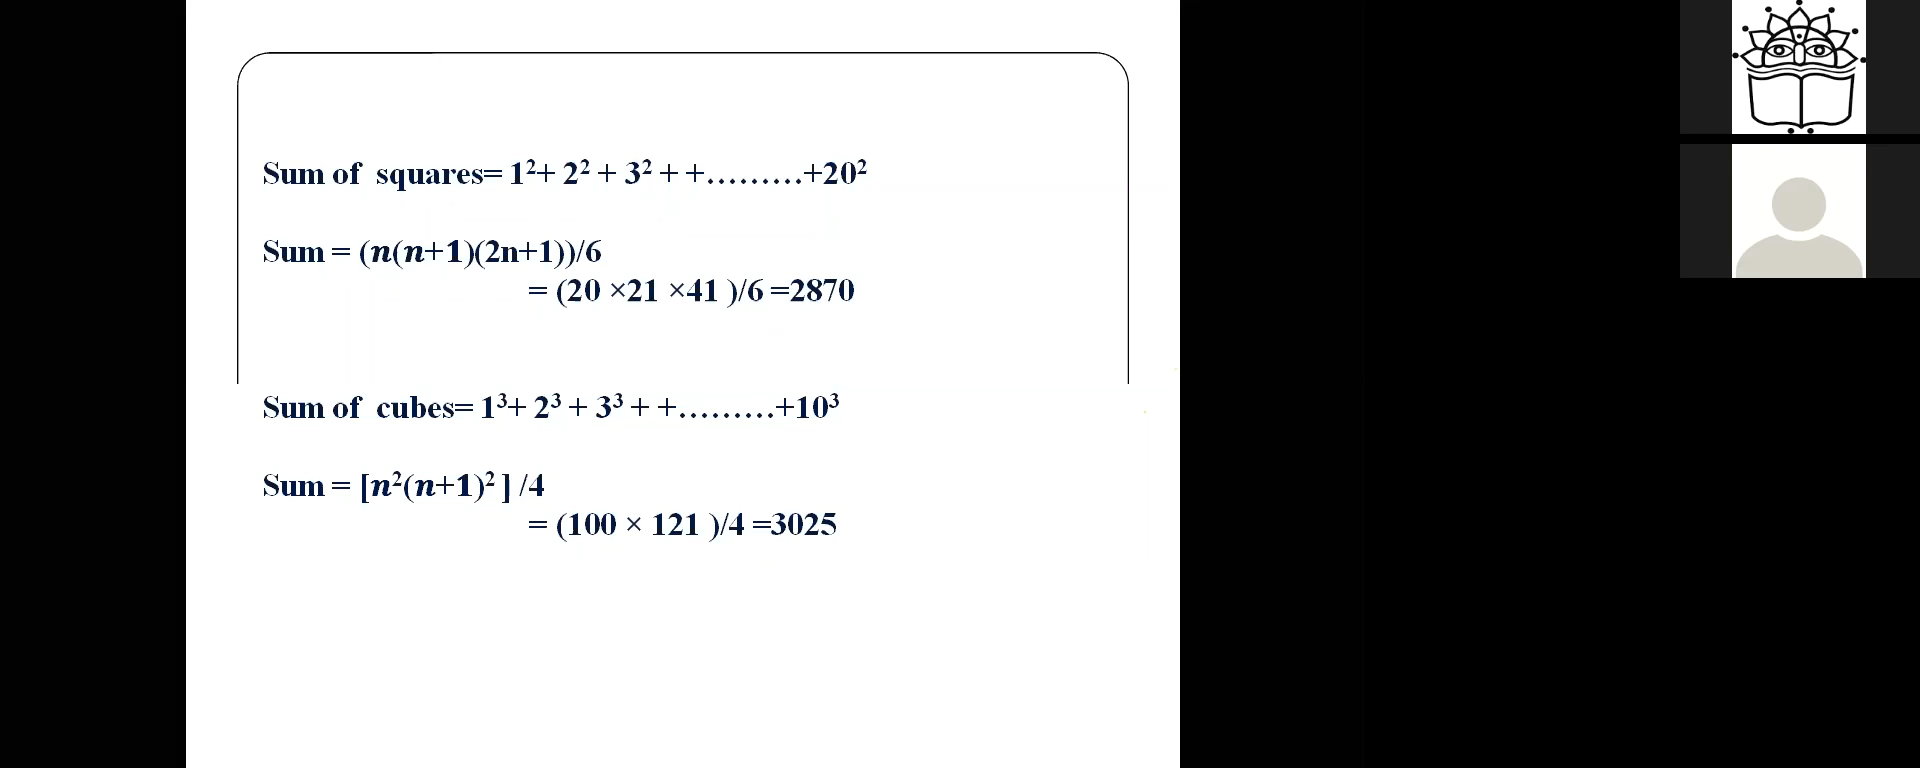 Sum of squares= 1²+ 2² + 3² + +………+20²
Sum = (n(n+1)(2n+1))/6
= (20 ×21 ×41 )/6 =2870
Sum of cubes= 1³+ 2³ + 3³ + +………+10³
Sum = [n²(n+1)² ] /4
= (100 × 121 )/4 =3025